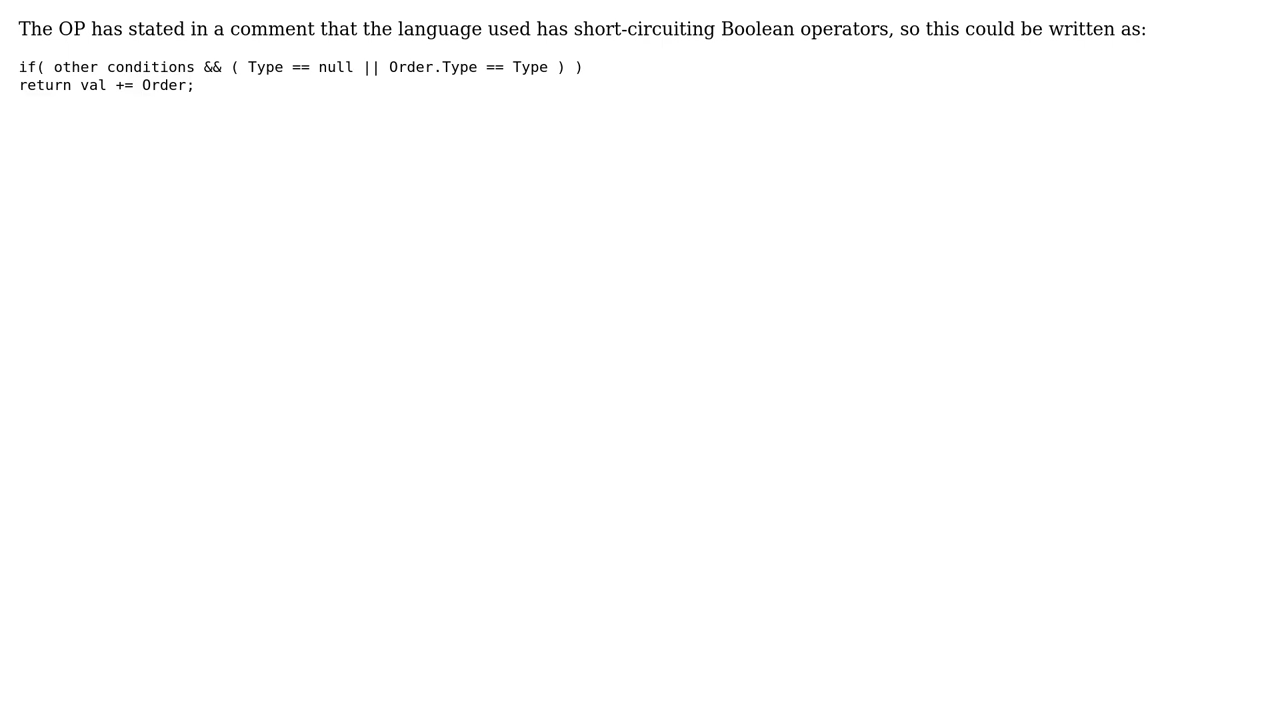 The OP has stated in a comment that the language used has short-circuiting Boolean operators, so this could be written as:
if( other conditions && ( Type == null || Order.Type == Type ) )
return val += Order;